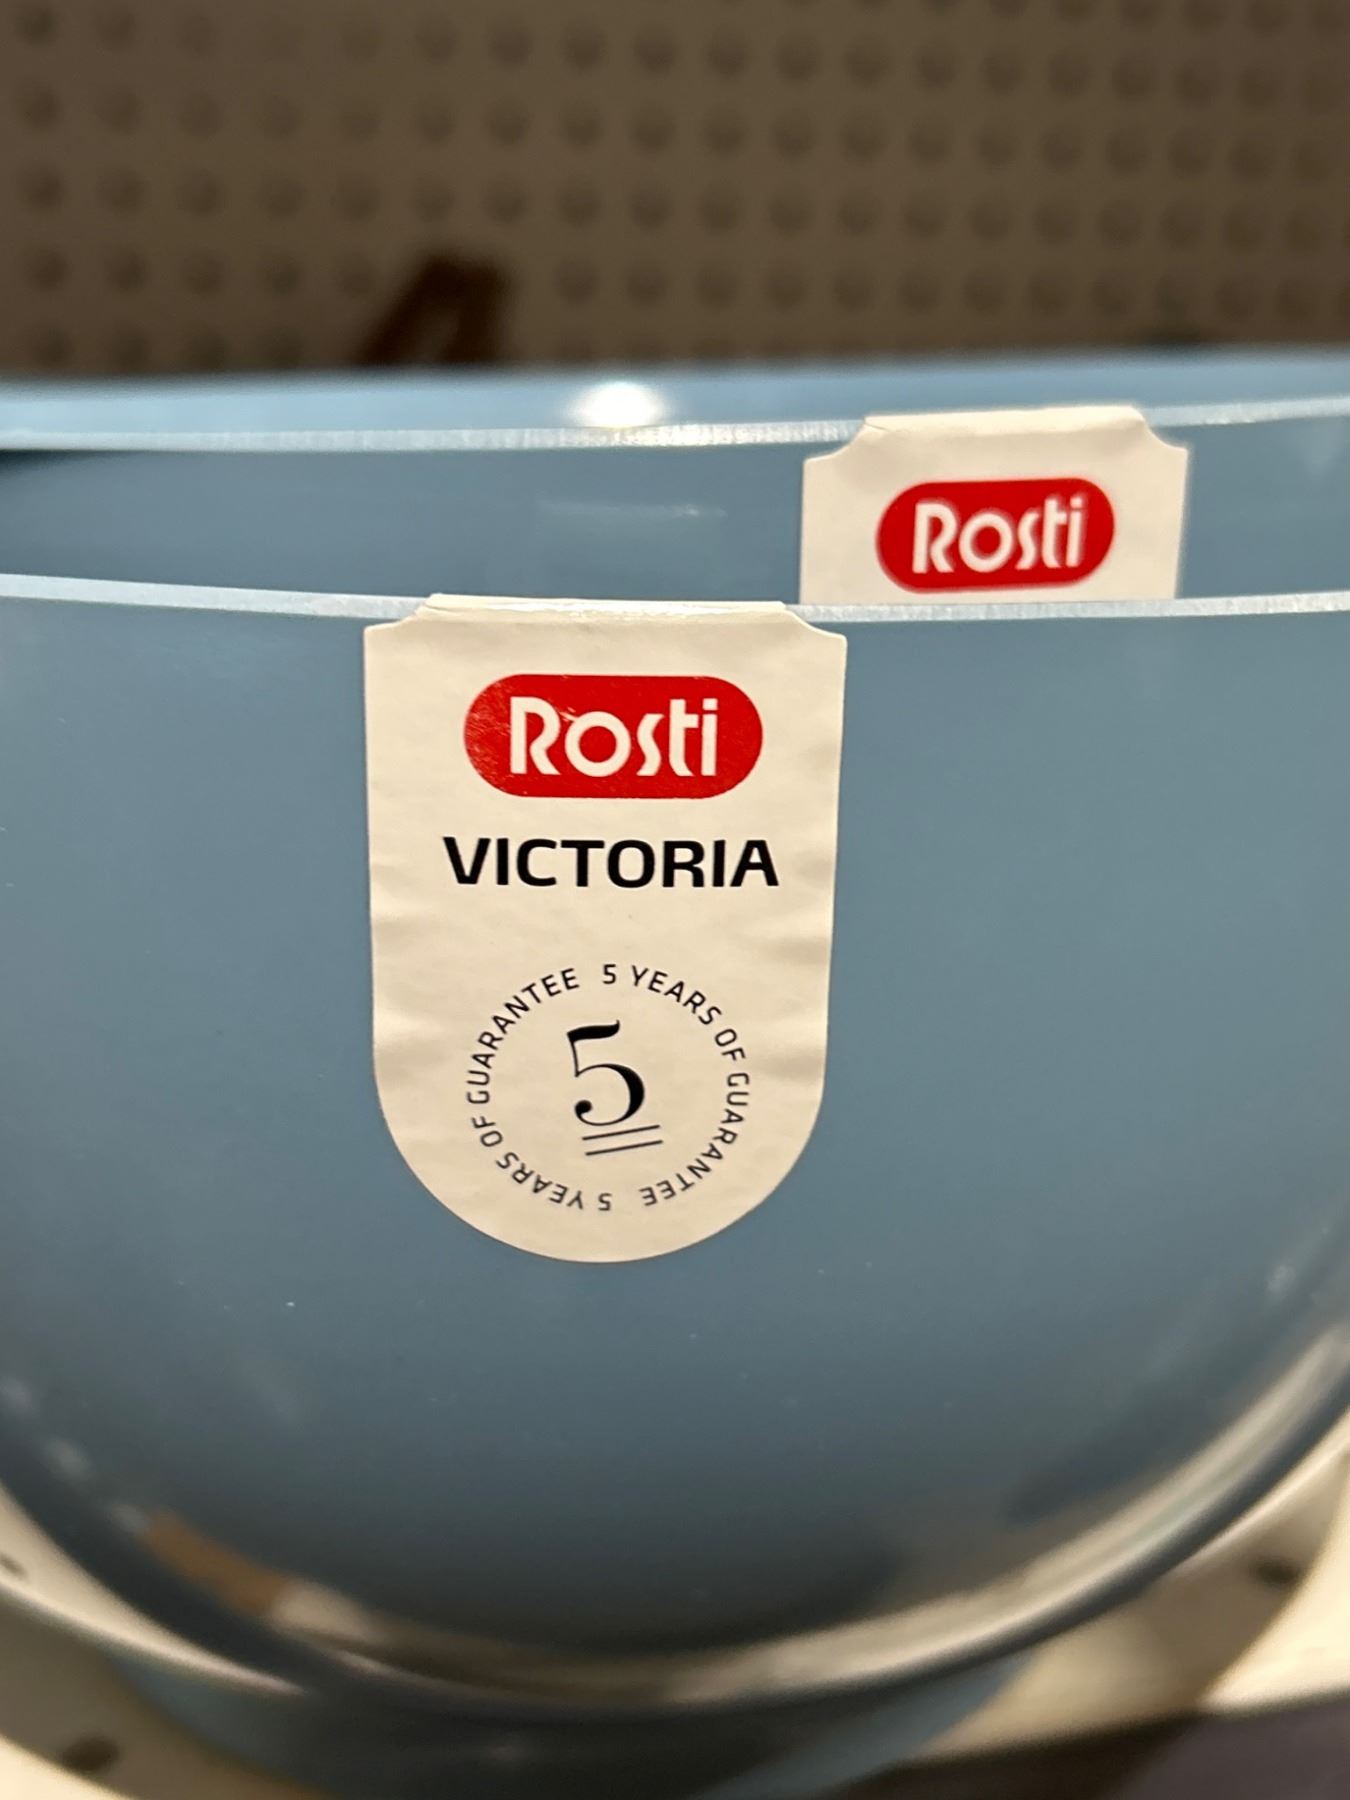 Rosti
Rosti
VICTORIA
5 YEARS OF GUARANTEE 5 YEARS OF GUARANTEE
5